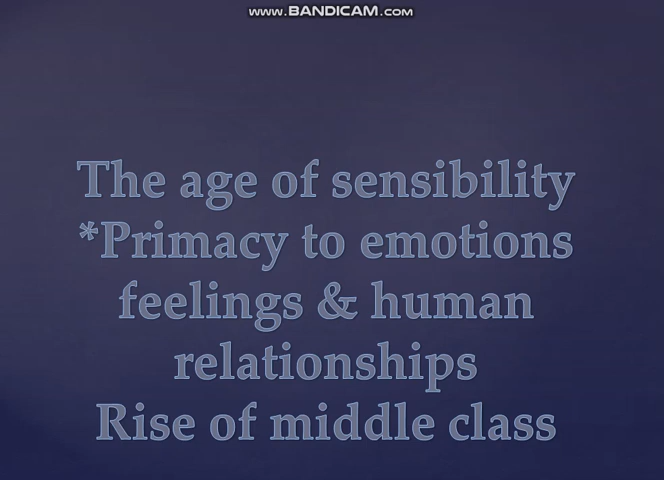 www.BANDICAM.com
The age of sensibility
*Primacy to emotions
feelings & human
relationships
Rise of middle class